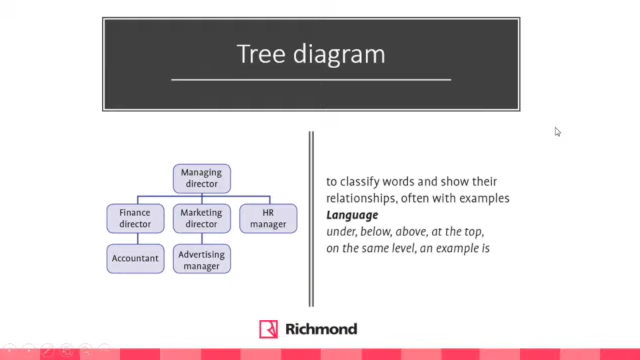 Tree diagram
Managing
director
Finance
director
Marketing
director
HR
manager
Accountant
Advertising
manager
to classify words and show their
relationships, often with examples
Language
under, below, above, at the top,
on the same level, an example is
Richmond